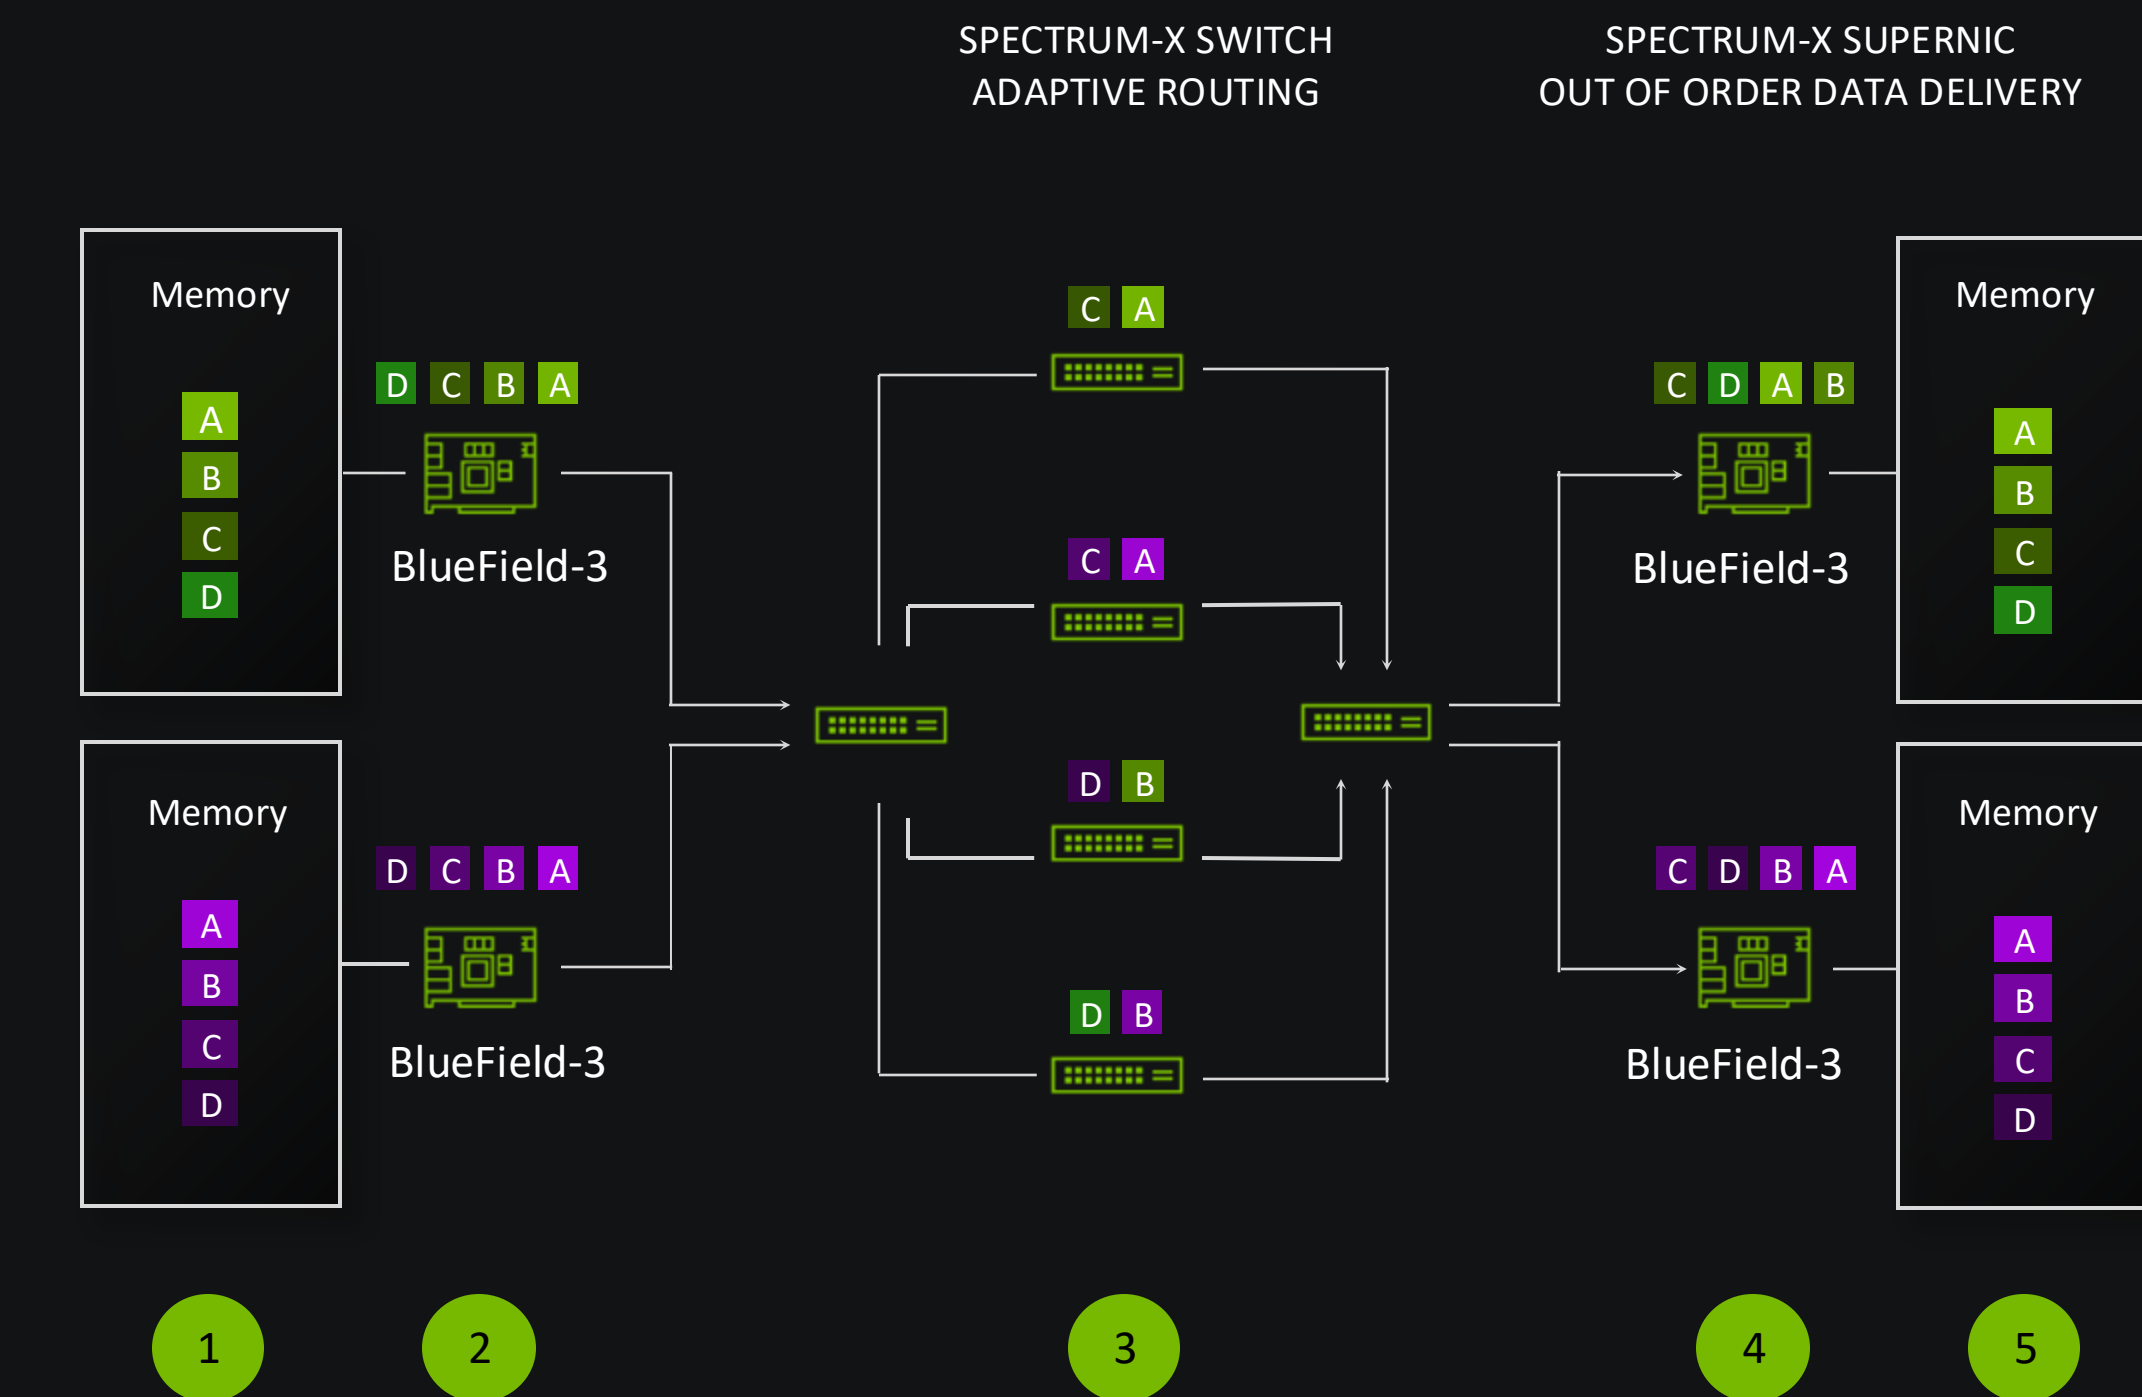 SPECTRUM-X SWITCH
ADAPTIVE ROUTING
SPECTRUM-X SUPERNIC
OUT OF ORDER DATA DELIVERY
Memory
A
B
C
D
D C B A
BlueField-3
Memory
A
B
C
D
D C B A
BlueField-3
C A
C A
D B
D B
C D A B
BlueField-3
Memory
A
B
C
D
C D B A
BlueField-3
Memory
A
B
C
D
1
2
3
4
5